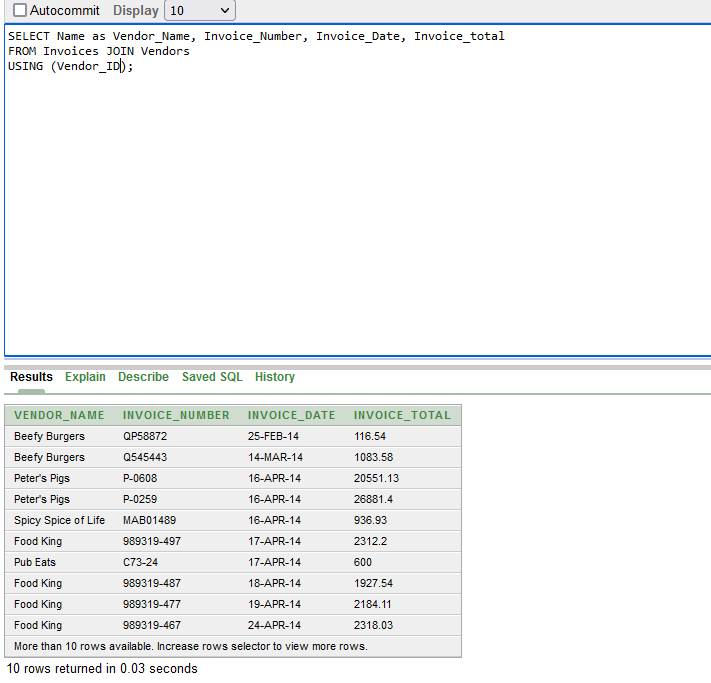 Autocommit Display 10
SELECT Name as Vendor_Name, Invoice_Number, Invoice_Date, Invoice_total
FROM Invoices JOIN Vendors
USING (Vendor_ID);
Results Explain Describe Saved SQL History
VENDOR_NAME INVOICE_NUMBER INVOICE_DATE INVOICE_TOTAL
Beefy Burgers QP58872 25-FEB-14 116.54
Beefy Burgers Q545443 14-MAR-14 1083.58
Peter's Pigs P-0608 16-APR-14 20551.13
Peter's Pigs P-0259 16-APR-14 26881.4
Spicy Spice of Life MAB01489 16-APR-14 936.93
Food King 989319-497 17-APR-14 2312.2
Pub Eats C73-24 17-APR-14 600
Food King 989319-487 18-APR-14 1927.54
Food King 989319-477 19-APR-14 2184.11
Food King 989319-467 24-APR-14 2318.03
More than 10 rows available. Increase rows selector to view more rows.
10 rows returned in 0.03 seconds